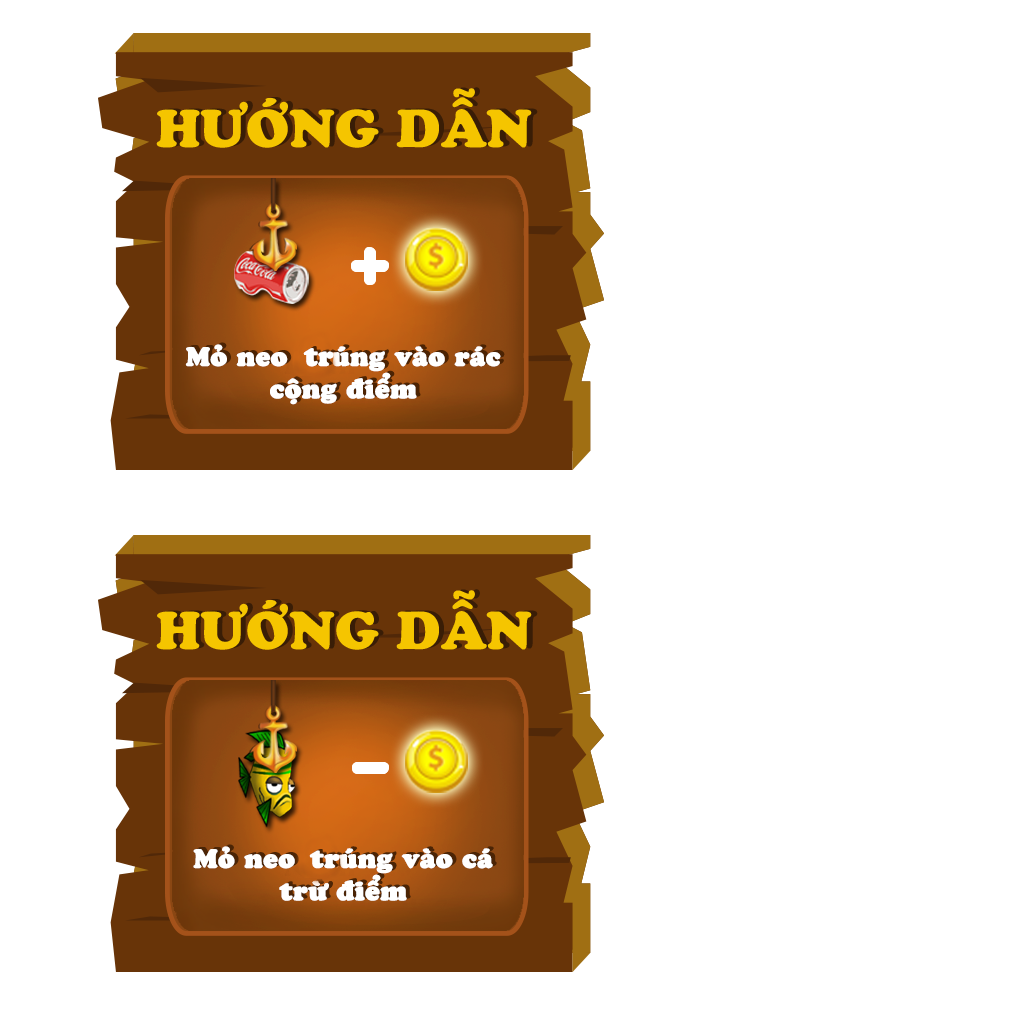 HƯỚNG DẪN
Coca-Cola
$
Mỏ neo trúng vào rác
cộng điểm
HƯỚNG DẪN
$
Mỏ neo trúng vào cá
trừ điểm